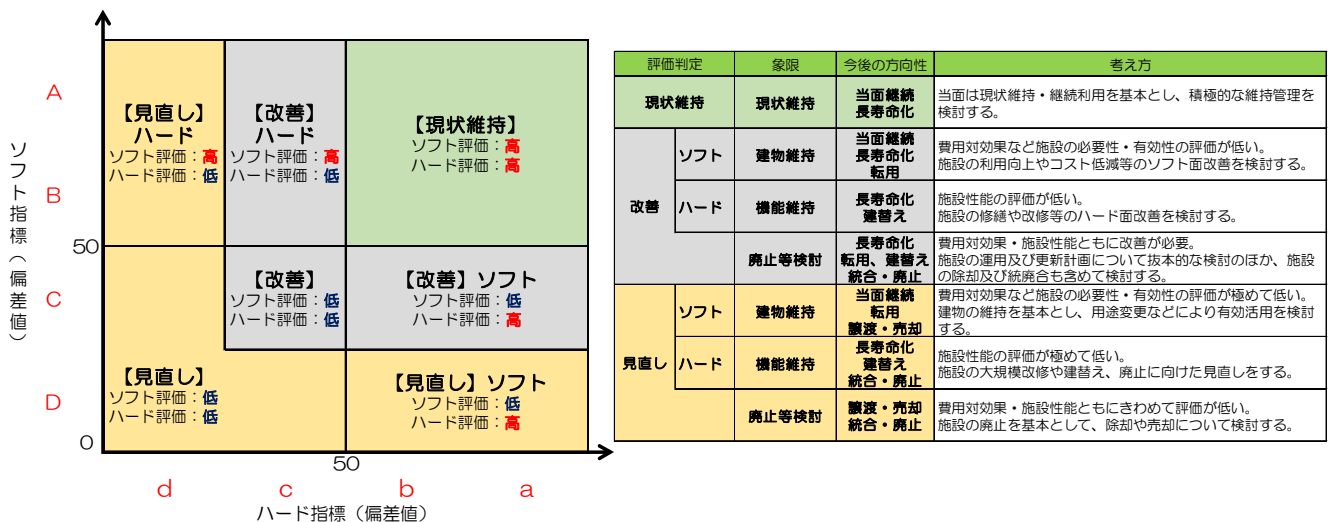 ソフト指標（偏差値）
A
B
C
D
50
0
【見直し】
ハード
ソフト評価：高
ハード評価：低
【改善】
ハード
ソフト評価：高
ハード評価：低
【現状維持】
ソフト評価：高
ハード評価：高
【改善】
ソフト評価：低
ハード評価：低
【改善】ソフト
ソフト評価：低
ハード評価：高
【見直し】
ソフト評価：低
ハード評価：低
【見直し】ソフト
ソフト評価：低
ハード評価：高
50
d
c
b
a
ハード指標（偏差値）
評価判定
象限
今後の方向性
考え方
現状維持
現状維持
当面継続
長寿命化
当面は現状維持・継続利用を基本とし、積極的な維持管理を
検討する。
改善
ソフト
建物維持
当面継続
長寿命化
転用
費用対効果など施設の必要性・有効性の評価が低い。
施設の利用向上やコスト低減等のソフト面改善を検討する。
ハード
機能維持
長寿命化
建替え
施設性能の評価が低い。
施設の修繕や改修等のハード面改善を検討する。
廃止等検討
長寿命化
転用、建替え
統合・廃止
費用対効果・施設性能ともに改善が必要。
施設の運用及び更新計画について抜本的な検討のほか、施設
の除却及び統廃合も含めて検討する。
見直し
ソフト
建物維持
当面継続
転用
譲渡・売却
費用対効果など施設の必要性・有効性の評価が極めて低い。
建物の維持を基本とし、用途変更などにより有効活用を検討
する。
ハード
機能維持
長寿命化
建替え
統合・廃止
施設性能の評価が極めて低い。
施設の大規模改修や建替え、廃止に向けた見直しをする。
廃止等検討
譲渡・売却
統合・廃止
費用対効果・施設性能ともにきわめて評価が低い。
施設の廃止を基本として、除却や売却について検討する。